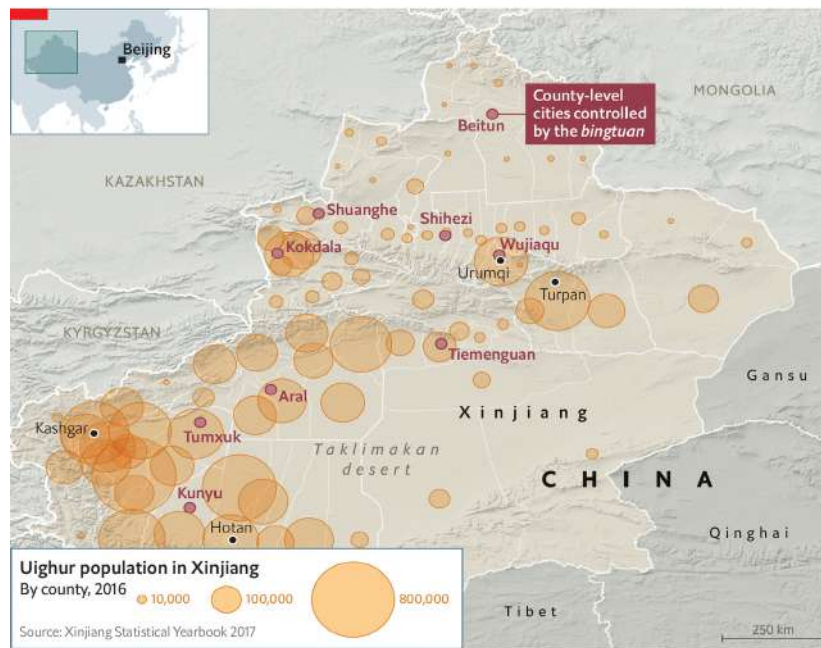 Beijing
MONGOLIA
County-level
cities controlled
by the bingtuan
Beitun
KAZAKHSTAN
Shuanghe
Shihezi
Kokdala
Wujiaqu
Urumqi
Turpan
KYRGYZSTAN
Tiemenguan
Gansu
Aral
Xinjiang
Kashgar
Tumxuk
Taklimakan
desert
CHINA
Kunyu
Hotan
Qinghai
Uighur population in Xinjiang
By county, 2016
10,000
100,000
800,000
Source: Xinjiang Statistical Yearbook 2017
Tibet
250 km